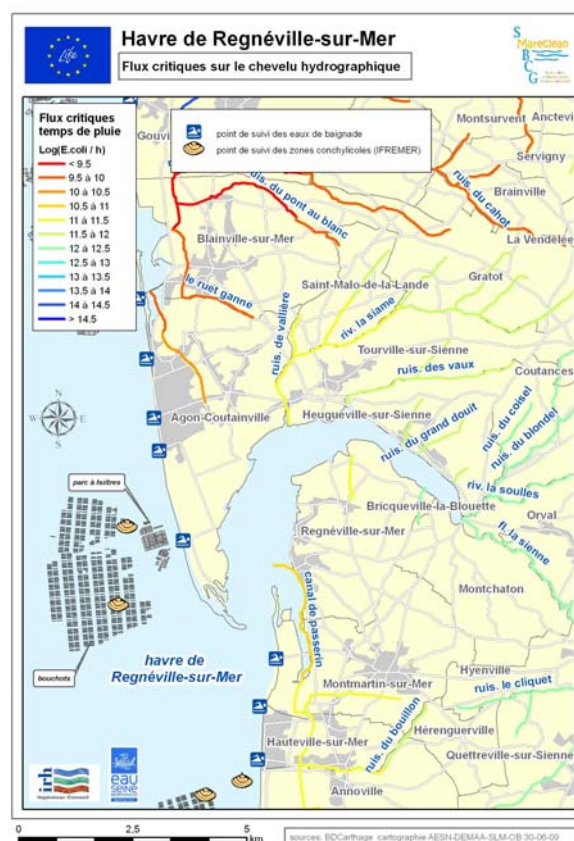 Havre de Regnéville-sur-Mer
Flux critiques sur le chevelu hydrographique
Life
S
B
C
G
MareClean
Flux critiques
temps de pluie
Log(E.coli / h)
< 9.5
9.5 à 10
10 à 10.5
10.5 à 11
11 à 11.5
11.5 à 12
12 à 12.5
12.5 à 13
13 à 13.5
13.5 à 14
14 à 14.5
> 14.5
point de suivi des eaux de baignade
point de suivi des zones conchylicoles (IFREMER)
Gouvi
Montsurvent
Anctevi
Servigny
dis. du pont au blanc
ruis. du cahot
Brainville
Blainville-sur-Mer
La Vendelée
le ruet ganne
Saint-Malo-de-la-Lande
Gratot
ruis. de vallière
riv. la siame
Tourville-sur-Sienne
ruis. des vaux
Coutances
Agon-Coutainville
Heugueville-sur-Sienne
ruis. du grand douit
ruis. du coisel
ruis. du blondel
parc à huîtres
Bricqueville-la-Blouette
riv. la soulles
Orval
Regnéville-sur-Mer
fl. la sienne
canal de passerin
Montchaton
bouchots
havre de
Regnéville-sur-Mer
Montmartin-sur-Mer
Hyenville
ruis. le cliquet
Hauteville-sur-Mer
ruis. du bouillon
Hérenguerville
Quettreville-sur-Sienne
Annoville
eau
seine
0 2,5 5
km
sources: BDCarthage cartographie AESN-DEMAA-SLM-OB 30-06-09